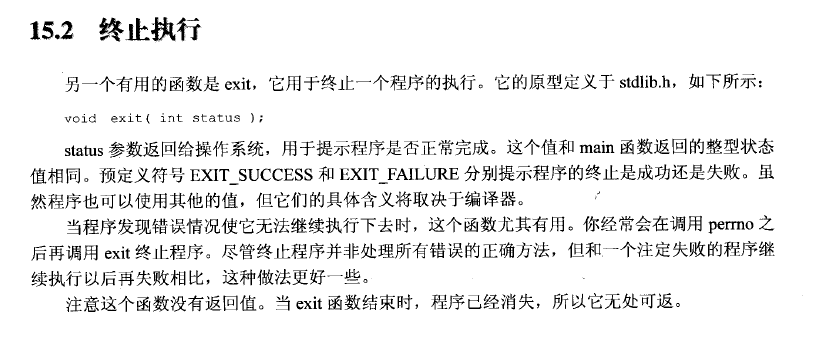 15.2 终止执行
另一个有用的函数是 exit，它用于终止一个程序的执行。它的原型定义于 stdlib.h，如下所示：
void exit( int status );
status 参数返回给操作系统，用于提示程序是否正常完成。这个值和 main 函数返回的整型状态
值相同。预定义符号 EXIT_SUCCESS 和 EXIT_FAILURE 分别提示程序的终止是成功还是失败。虽
然程序也可以使用其他的值，但它们的具体含义将取决于编译器。
当程序发现错误情况使它无法继续执行下去时，这个函数尤其有用。你经常会在调用 perrno 之
后再调用 exit 终止程序。尽管终止程序并非处理所有错误的正确方法，但和一个注定失败的程序继
续执行以后再失败相比，这种做法更好一些。
注意这个函数没有返回值。当 exit 函数结束时，程序已经消失，所以它无处可返。